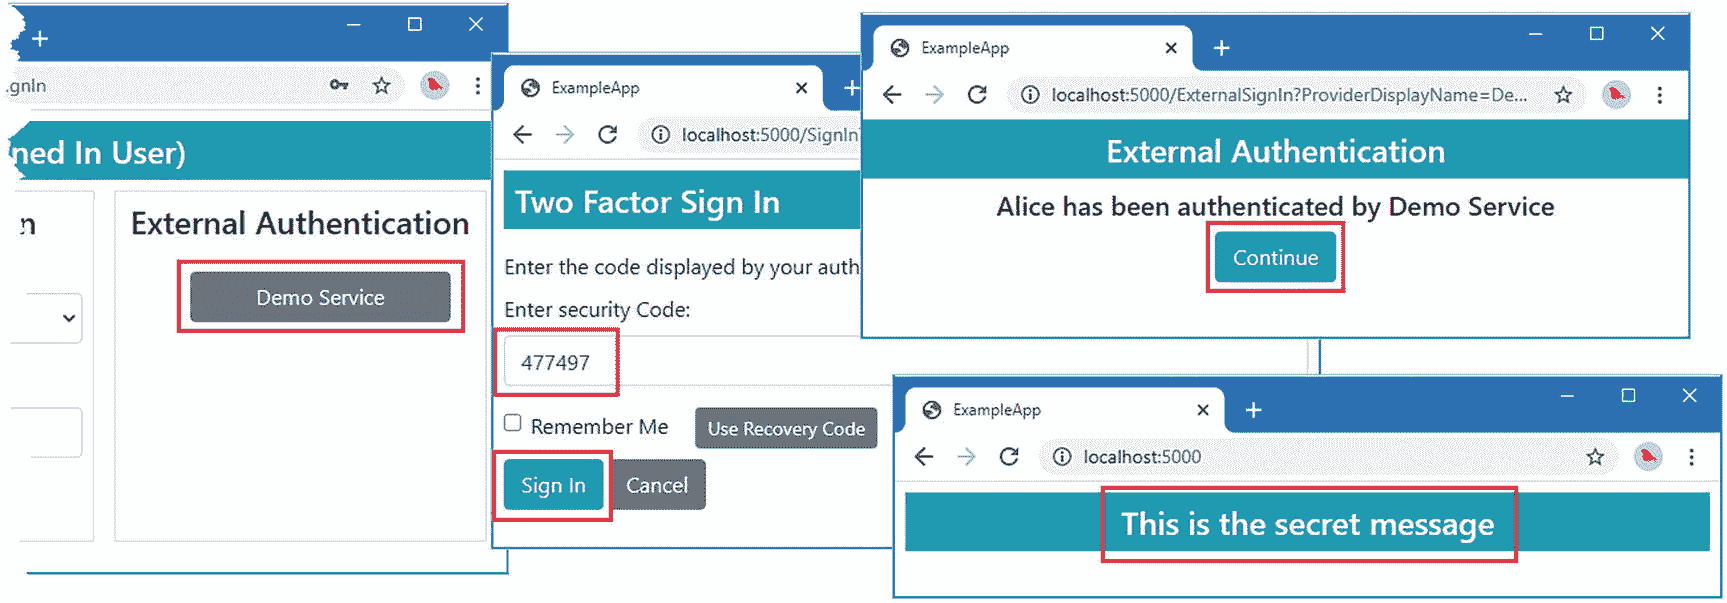 .gnIn
ned In User)
n
External Authentication
Demo Service
ExampleApp
localhost:5000/SignIn
Two Factor Sign In
Enter the code displayed by your auth
Enter security Code:
477497
Remember Me
Use Recovery Code
Sign In
Cancel
ExampleApp
localhost:5000/ExternalSignIn?ProviderDisplayName=De...
External Authentication
Alice has been authenticated by Demo Service
Continue
ExampleApp
localhost:5000
This is the secret message